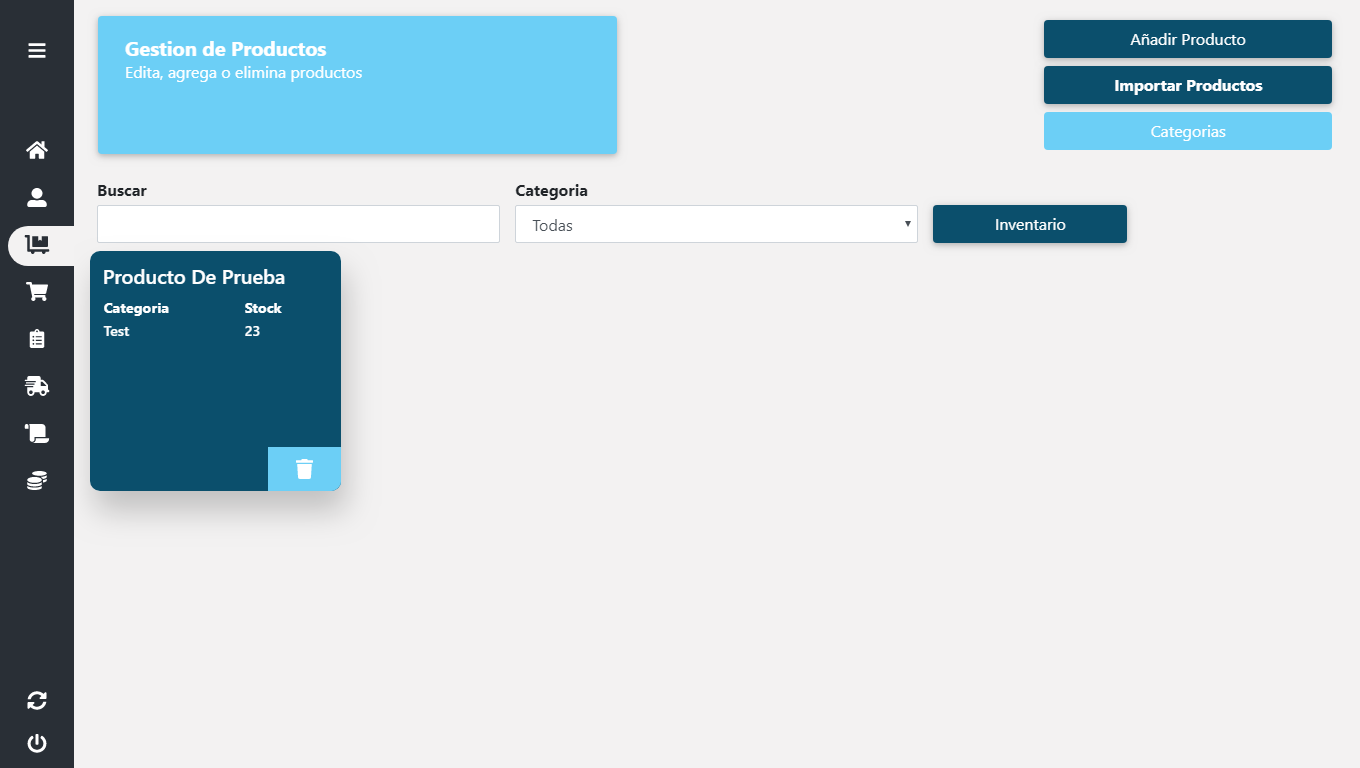 Gestion de Productos
Edita, agrega o elimina productos
Añadir Producto
Importar Productos
Categorias
Buscar
Categoria
Todas
Inventario
Producto De Prueba
Categoria Stock
Test 23